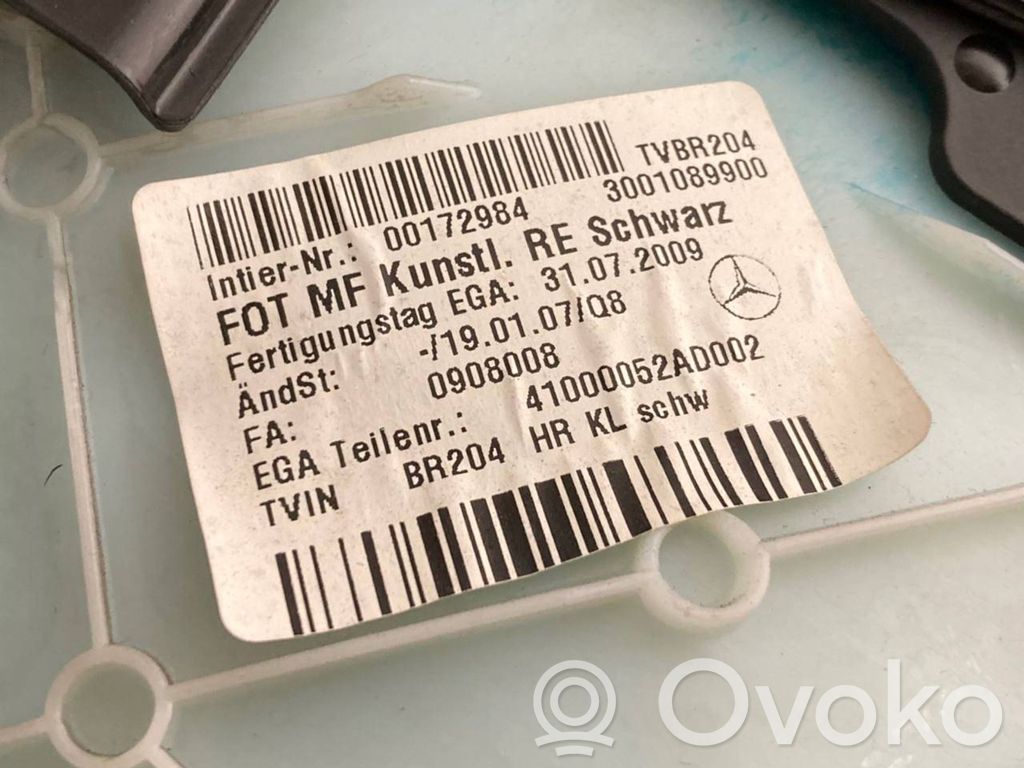 TVBR204
Intier-Nr.: 00172984 3001089900
FOT MF Kunstl. RE Schwarz
Fertigungstag EGA: 31.07.2009
ÄndSt: -/19.01.07/Q8
FA: 0908008
EGA Teilenr.: 41000052AD002
TVIN BR204 HR KL schw
Ovoko